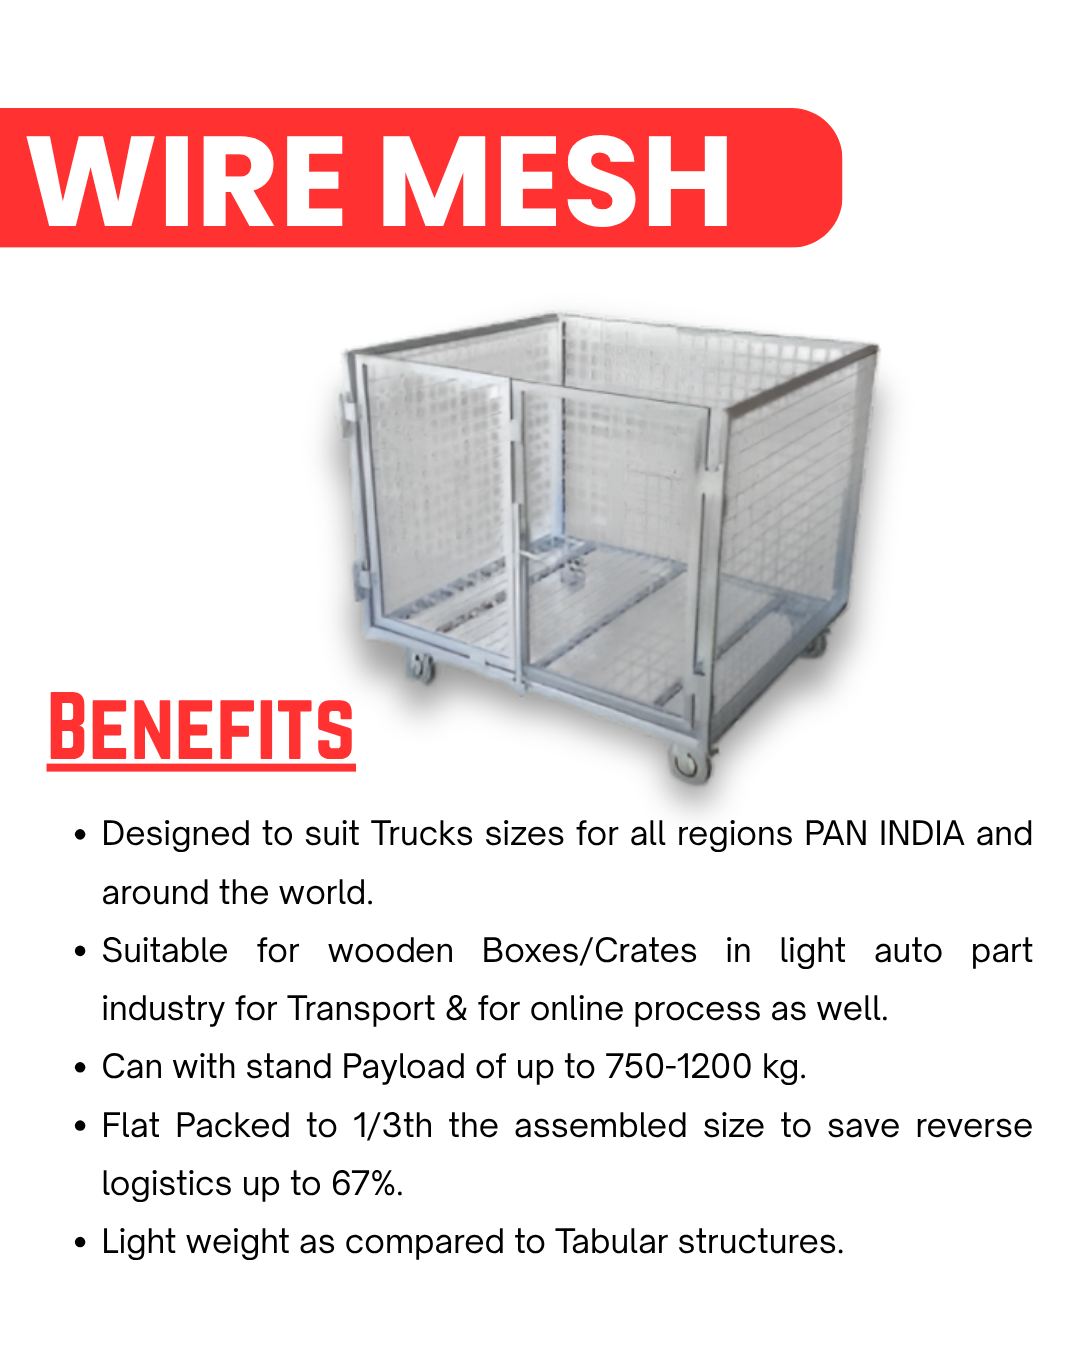 WIRE MESH
BENEFITS
• Designed to suit Trucks sizes for all regions PAN INDIA and
around the world.
• Suitable for wooden Boxes/Crates in light auto part
industry for Transport & for online process as well.
• Can with stand Payload of up to 750-1200 kg.
• Flat Packed to 1/3th the assembled size to save reverse
logistics up to 67%.
• Light weight as compared to Tabular structures.